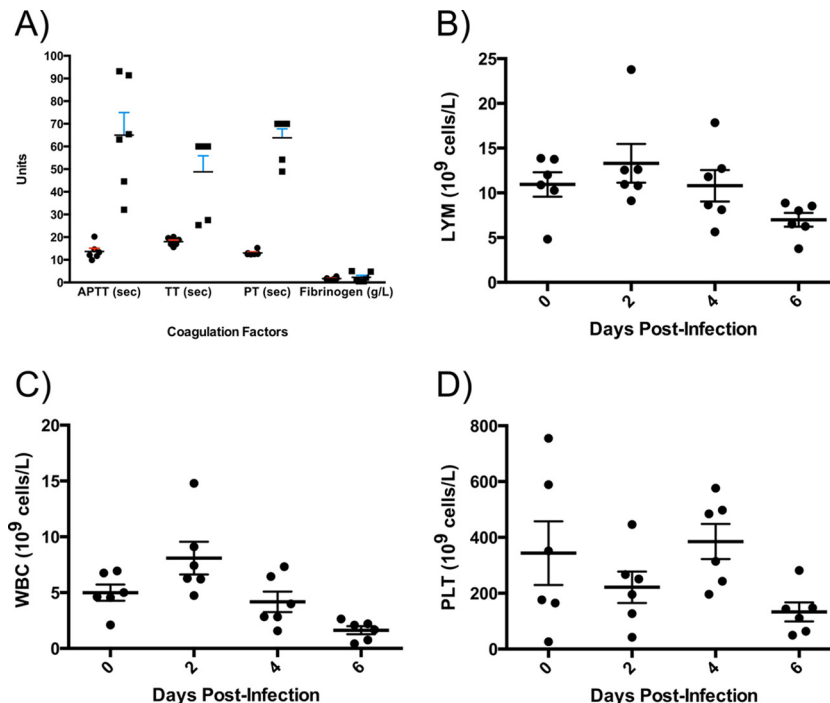 A)
100
90
80
70
60
50
40
30
20
10
0
Units
APTT (sec) TT (sec) PT (sec) Fibrinogen (g/L)
Coagulation Factors
B)
25
20
15
10
5
0
LYM (10⁹ cells/L)
0 2 4 6
Days Post-Infection
C)
20
15
10
5
0
WBC (10⁹ cells/L)
0 2 4 6
Days Post-Infection
D)
800
600
400
200
0
PLT (10⁹ cells/L)
0 2 4 6
Days Post-Infection